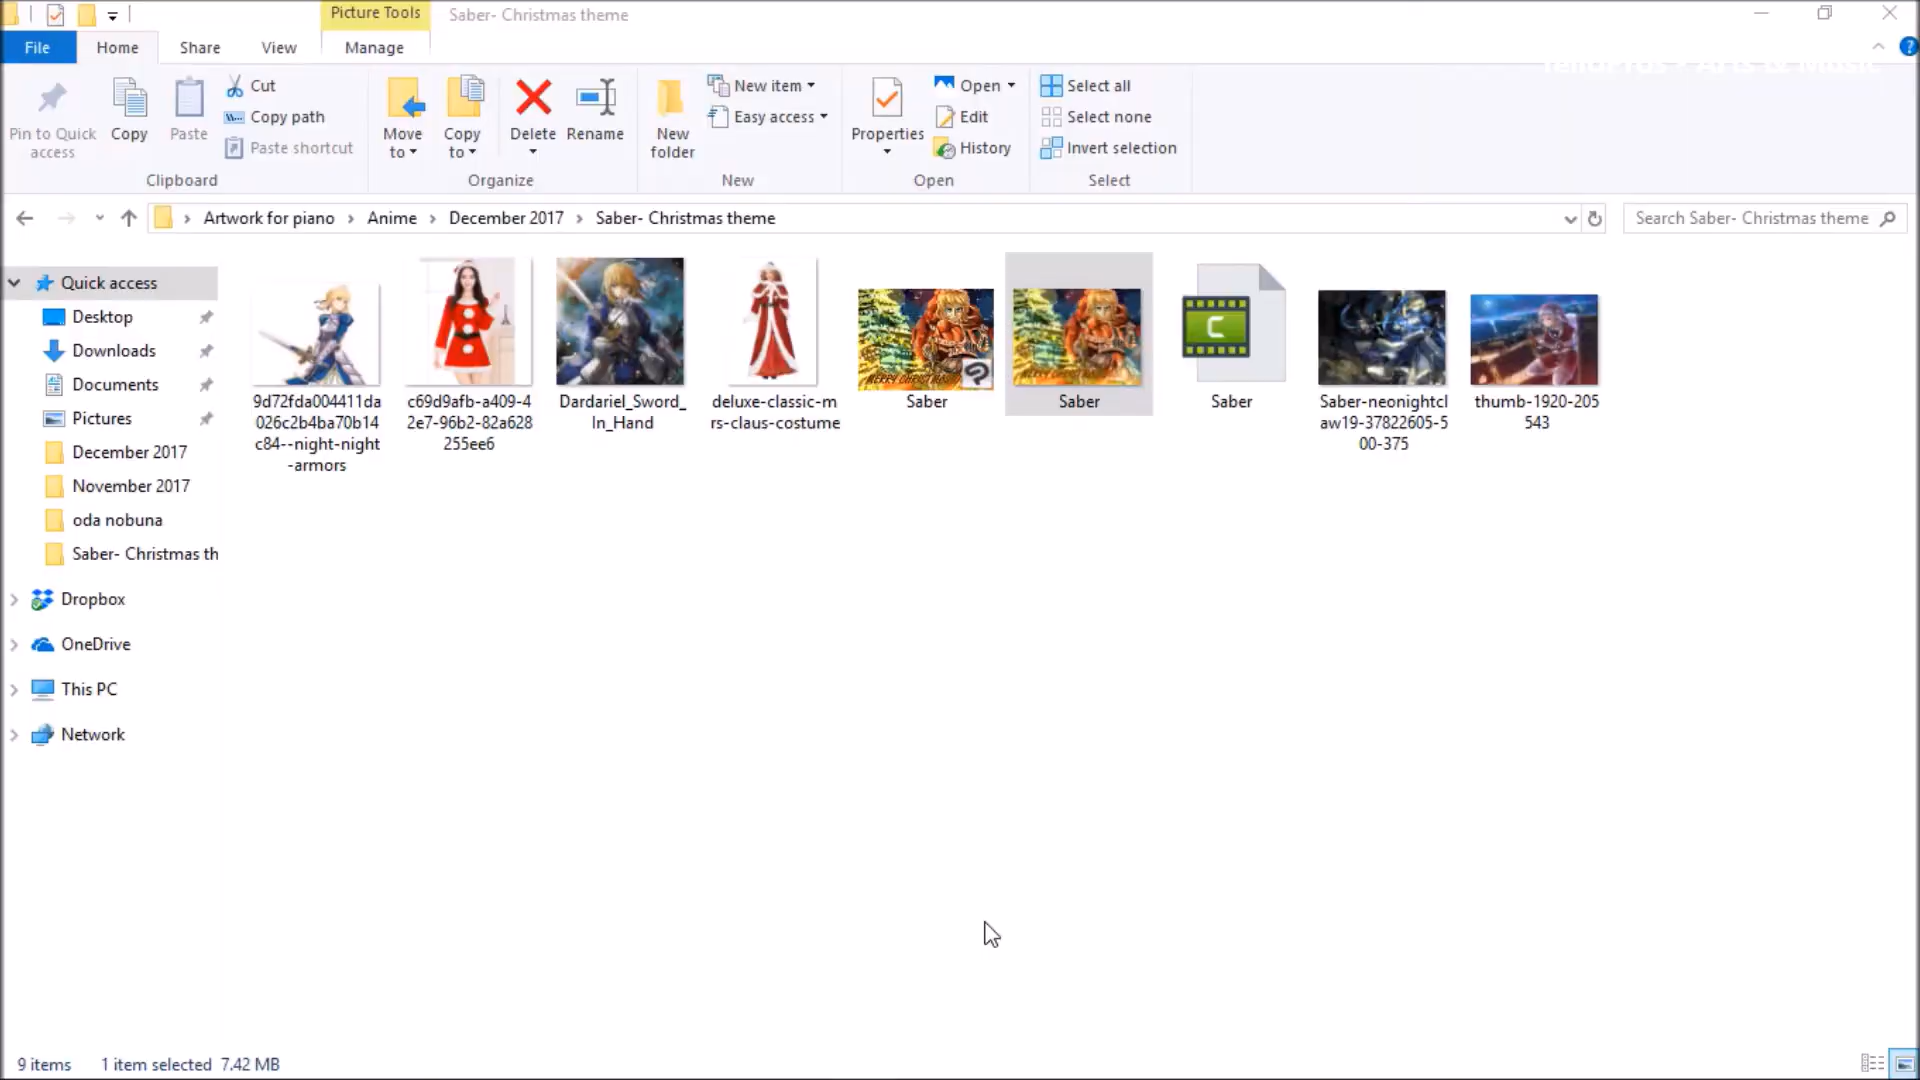 Picture Tools
Saber- Christmas theme
File
Home
Share
View
Manage
Pin to Quick access
Copy
Paste
Cut
Copy path
Paste shortcut
Clipboard
Move to
Copy to
Delete
Rename
Organize
New folder
New item
Easy access
New
Properties
Open
Edit
History
Open
Select all
Select none
Invert selection
Select
Artwork for piano
Anime
December 2017
Saber- Christmas theme
Search Saber- Christmas theme
Quick access
Desktop
Downloads
Documents
Pictures
December 2017
November 2017
oda nobuna
Saber- Christmas th
Dropbox
OneDrive
This PC
Network
9d72fda004411da
026c2b4ba70b14
c84--night-night
-armors
c69d9afb-a409-4
2e7-96b2-82a628
255ee6
Dardariel_Sword_
In_Hand
deluxe-classic-m
rs-claus-costume
MERRY CHRISTMAS
Saber
Saber
C
Saber
Saber-neonightcl
aw19-37822605-5
00-375
thumb-1920-205
543
9 items
1 item selected 7.42 MB